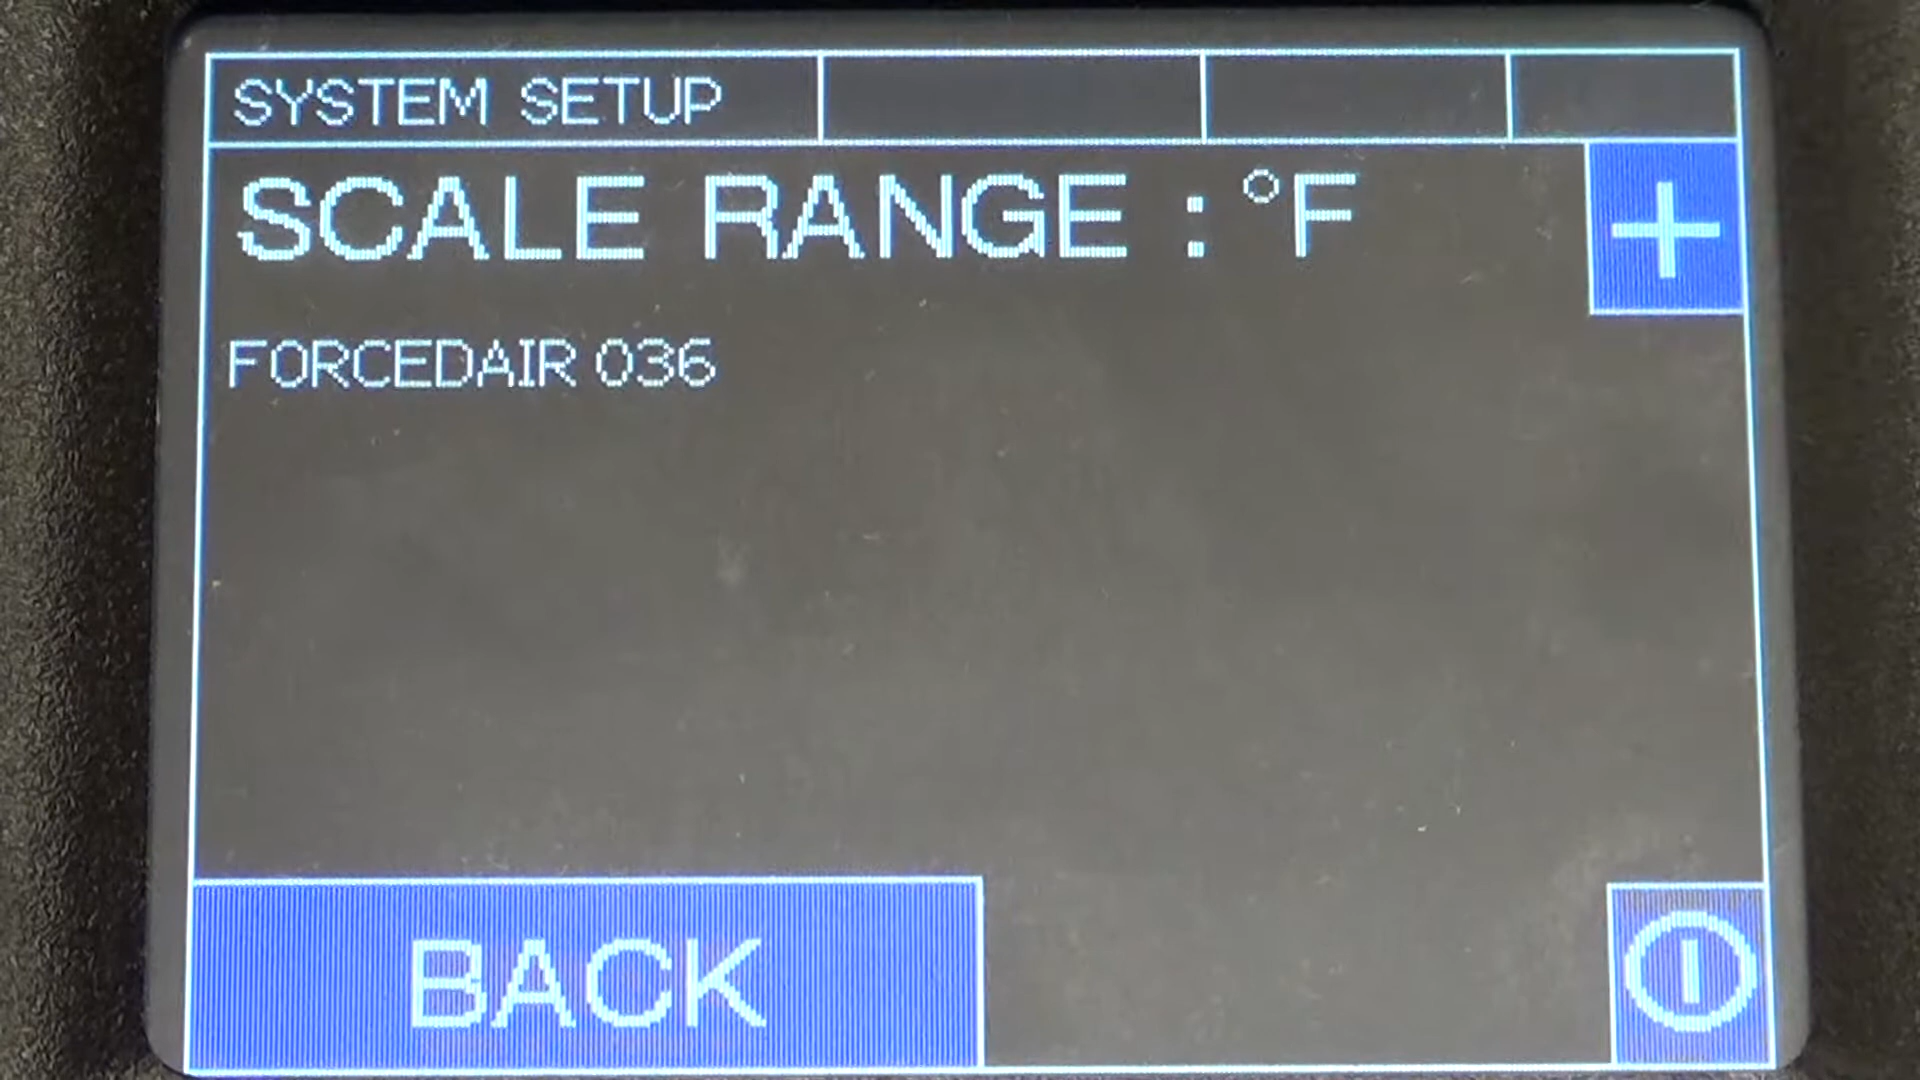 SYSTEM SETUP
SCALE RANGE : °F
+
FORCEDAIR 036
BACK